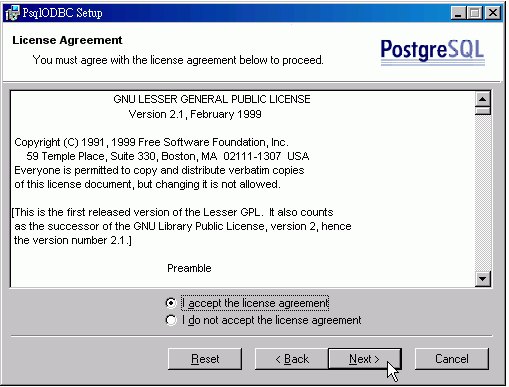 PsqlODBC Setup
License Agreement
You must agree with the license agreement below to proceed.
PostgreSQL
GNU LESSER GENERAL PUBLIC LICENSE
Version 2.1, February 1999
Copyright (C) 1991, 1999 Free Software Foundation, Inc.
59 Temple Place, Suite 330, Boston, MA  02111-1307  USA
Everyone is permitted to copy and distribute verbatim copies
of this license document, but changing it is not allowed.
[This is the first released version of the Lesser GPL.  It also counts
as the successor of the GNU Library Public License, version 2, hence
the version number 2.1.]
Preamble
I accept the license agreement
I do not accept the license agreement
Reset
< Back
Next >
Cancel